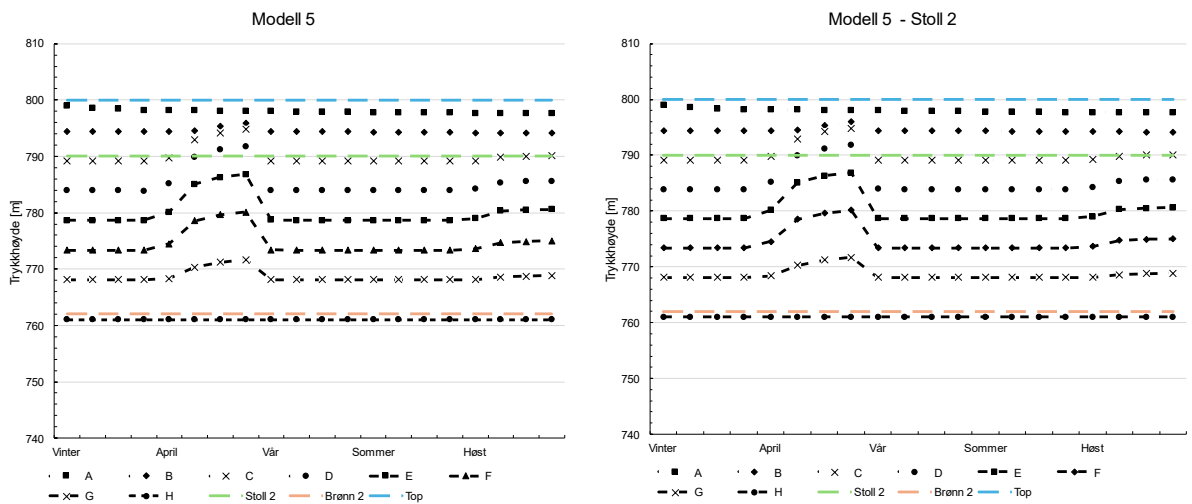 Modell 5
Trykkhøyde [m]
810
800
790
780
770
760
750
740
Vinter April Vår Sommer Høst
A B C D E F
G H Stoll 2 Brønn 2 Top
Modell 5 - Stoll 2
Trykkhøyde [m]
810
800
790
780
770
760
750
740
Vinter April Vår Sommer Høst
A B C D E F
G H Stoll 2 Brønn 2 Top